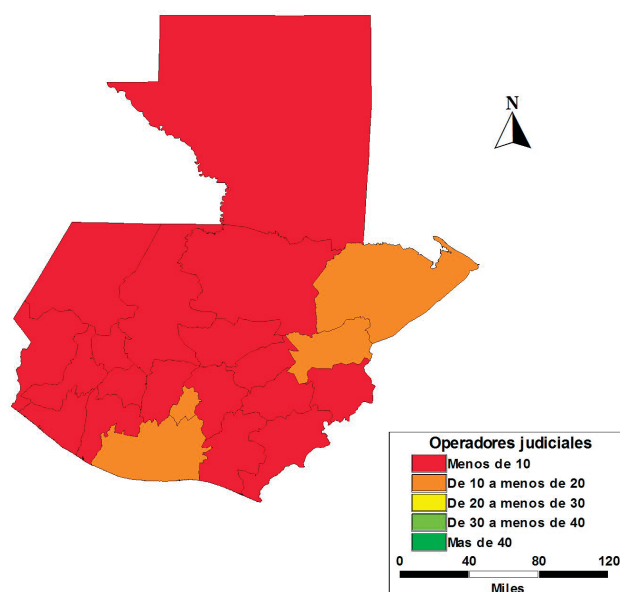 N
Operadores judiciales
Menos de 10
De 10 a menos de 20
De 20 a menos de 30
De 30 a menos de 40
Mas de 40
0 40 80 120
Miles